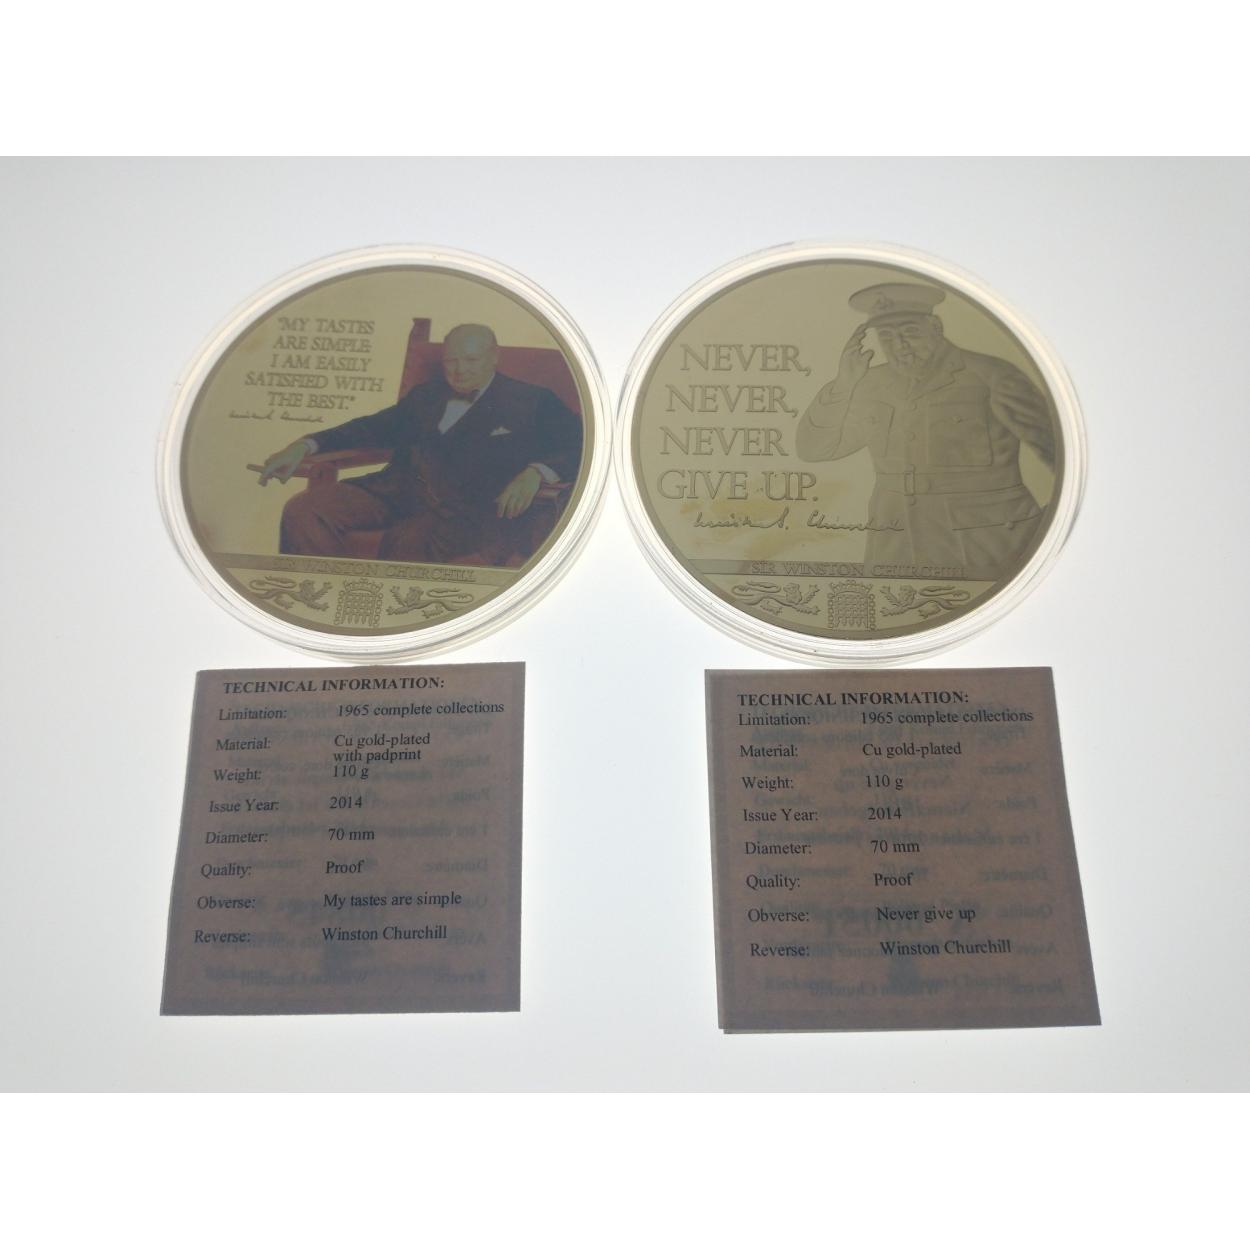 "MY TASTES
ARE SIMPLE:
I AM EASILY
SATISFIED WITH
THE BEST."
Winston S. Churchill
SIR WINSTON CHURCHILL
NEVER,
NEVER,
NEVER
GIVE UP.
Winston S. Churchill
SIR WINSTON CHURCHILL
TECHNICAL INFORMATION:
Limitation: 1965 complete collections
Material: Cu gold-plated
with padprint
Weight: 110 g
Issue Year: 2014
Diameter: 70 mm
Quality: Proof
Obverse: My tastes are simple
Reverse: Winston Churchill
TECHNICAL INFORMATION:
Limitation: 1965 complete collections
Material: Cu gold-plated
Weight: 110 g
Issue Year: 2014
Diameter: 70 mm
Quality: Proof
Obverse: Never give up
Reverse: Winston Churchill